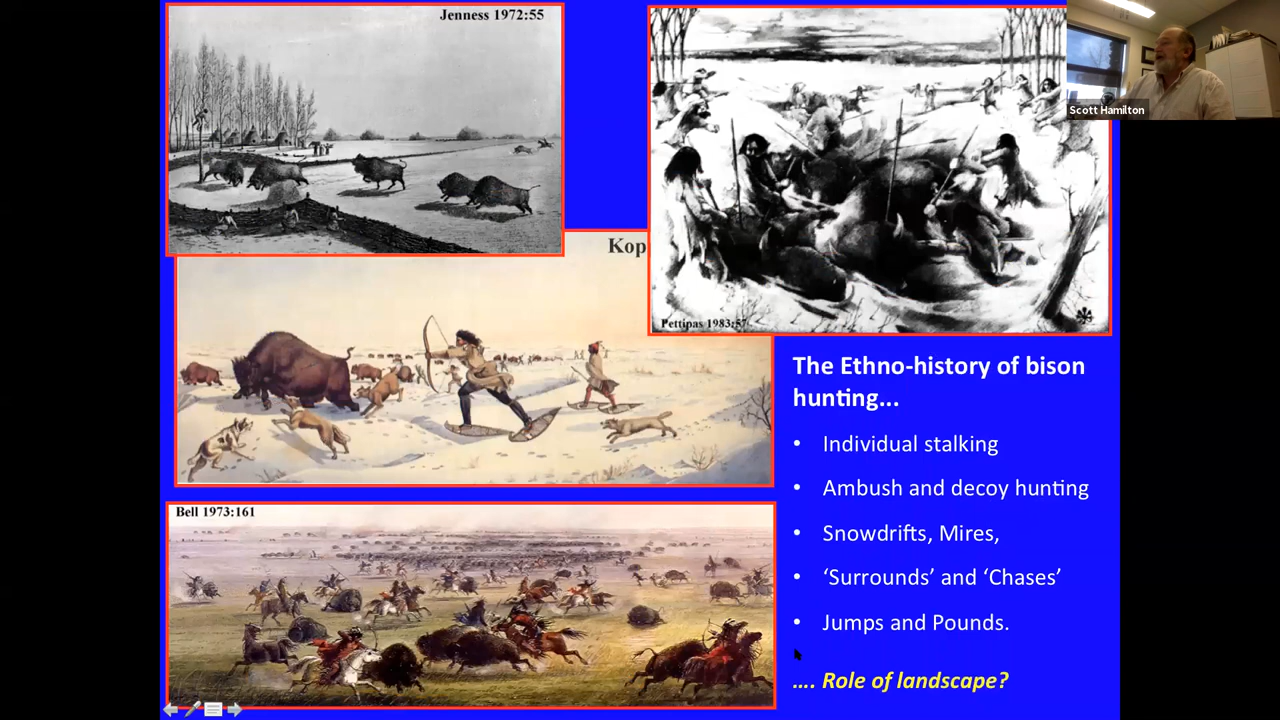 Jenness 1972:55
Scott Hamilton
Kop
Pettipas 1983:57
The Ethno-history of bison
hunting...
• Individual stalking
• Ambush and decoy hunting
• Snowdrifts, Mires,
• ‘Surrounds’ and ‘Chases’
• Jumps and Pounds.
.... Role of landscape?
Bell 1973:161